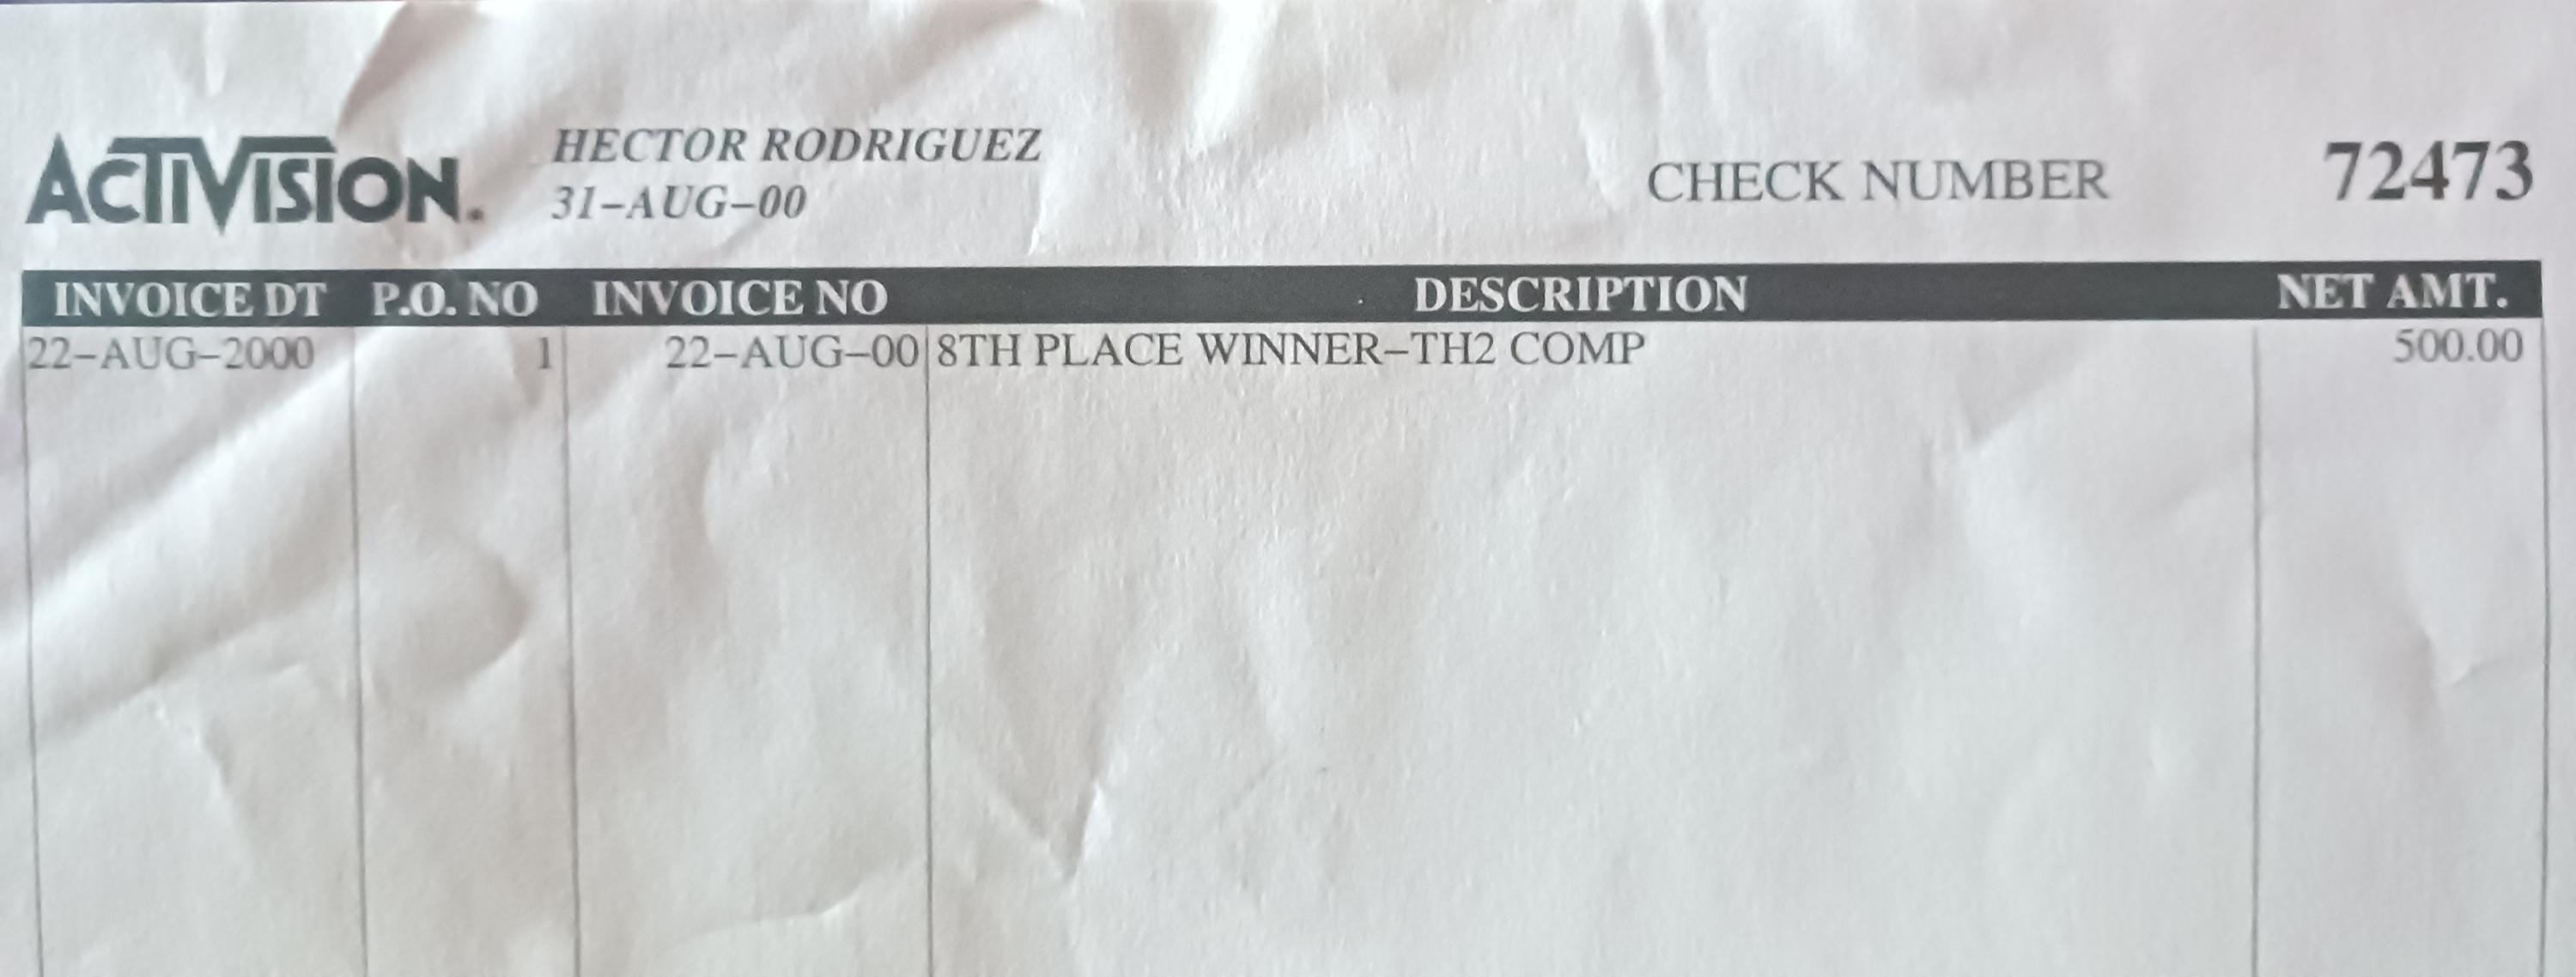 ACTIVISION. HECTOR RODRIGUEZ
31-AUG-00
CHECK NUMBER 72473
INVOICE DT P.O. NO INVOICE NO DESCRIPTION NET AMT.
22-AUG-2000 1 22-AUG-00 8TH PLACE WINNER-TH2 COMP 500.00